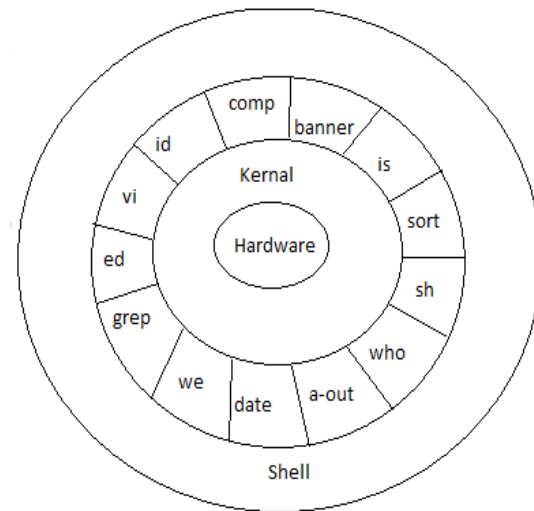 comp
banner
id
is
Kernal
vi
sort
Hardware
ed
sh
grep
who
we
date
a-out
Shell